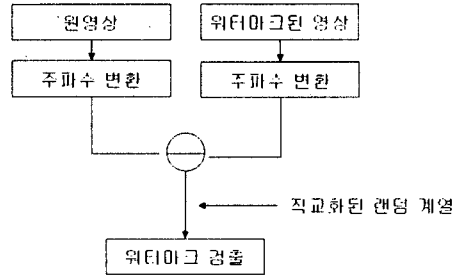 원영상
워터마크된 영상
주파수 변환
주파수 변환
직교화된 랜덤 계열
워터마크 검출